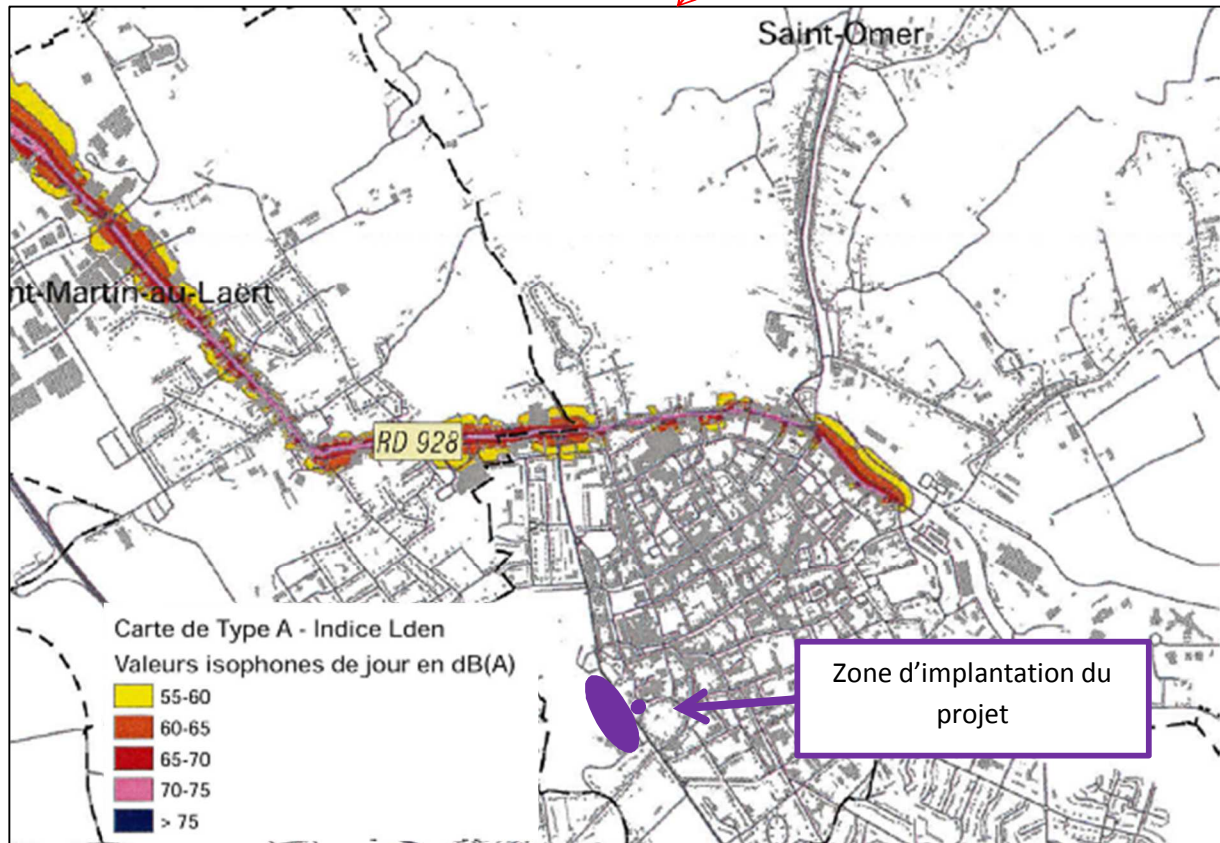 Saint-Omer
nt-Martin-au-Laërt
RD 928
Carte de Type A - Indice Lden
Valeurs isophones de jour en dB(A)
55-60
60-65
65-70
70-75
> 75
Zone d'implantation du
projet